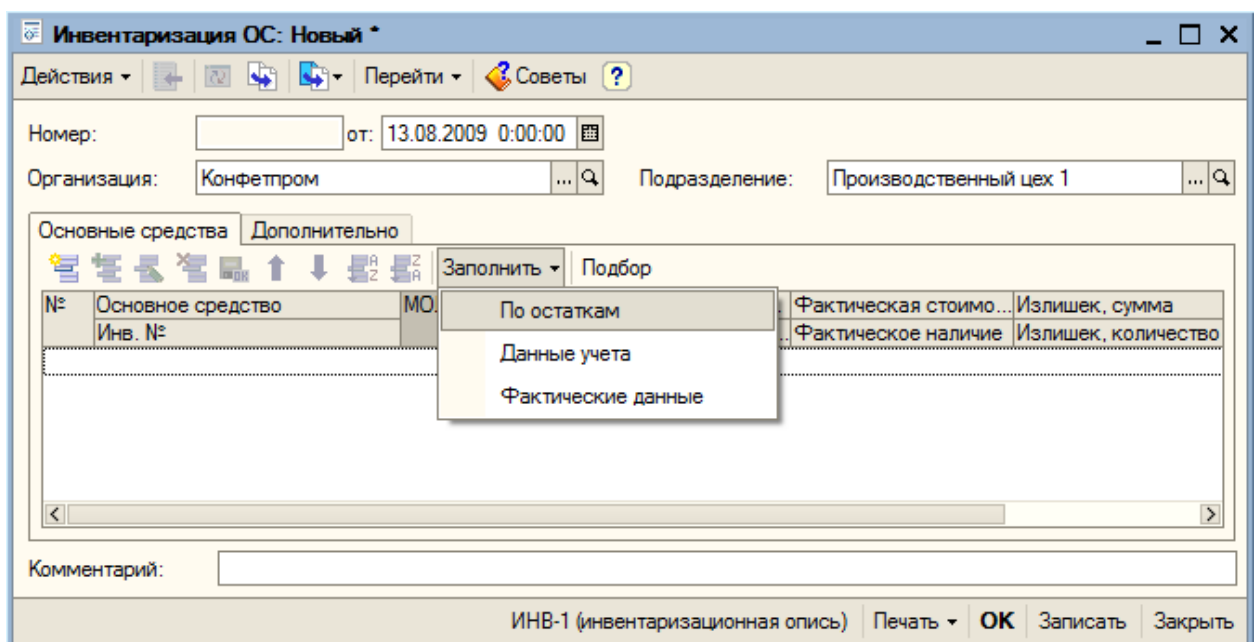 Инвентаризация ОС: Новый *
Действия Перейти Советы ?
Номер: от: 13.08.2009 0:00:00
Организация: Конфетпром ... Подразделение: Производственный цех 1 ...
Основные средства Дополнительно
Заполнить Подбор
№ Основное средство МО. . Фактическая стоимо... Излишек, сумма
Инв. № .. Фактическое наличие Излишек, количество
По остаткам
Данные учета
Фактические данные
Комментарий:
ИНВ-1 (инвентаризационная опись) Печать OK Записать Закрыть